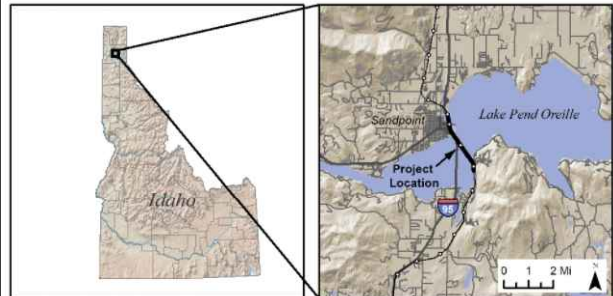 Idaho
Sandpoint
Lake Pend Oreille
Project
Location
95
0 1 2 Mi
N